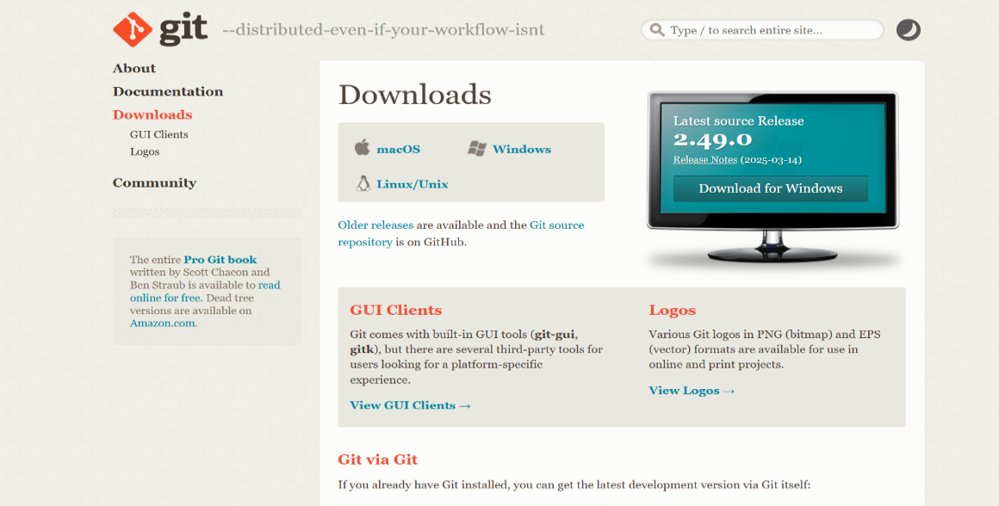 git --distributed-even-if-your-workflow-isnt
Type / to search entire site...
About
Documentation
Downloads
GUI Clients
Logos
Community
The entire Pro Git book
written by Scott Chacon and
Ben Straub is available to read
online for free. Dead tree
versions are available on
Amazon.com.
Downloads
macOS
Windows
Linux/Unix
Older releases are available and the Git source
repository is on GitHub.
Latest source Release
2.49.0
Release Notes (2025-03-14)
Download for Windows
GUI Clients
Git comes with built-in GUI tools (git-gui,
gitk), but there are several third-party tools for
users looking for a platform-specific
experience.
View GUI Clients →
Logos
Various Git logos in PNG (bitmap) and EPS
(vector) formats are available for use in
online and print projects.
View Logos →
Git via Git
If you already have Git installed, you can get the latest development version via Git itself: